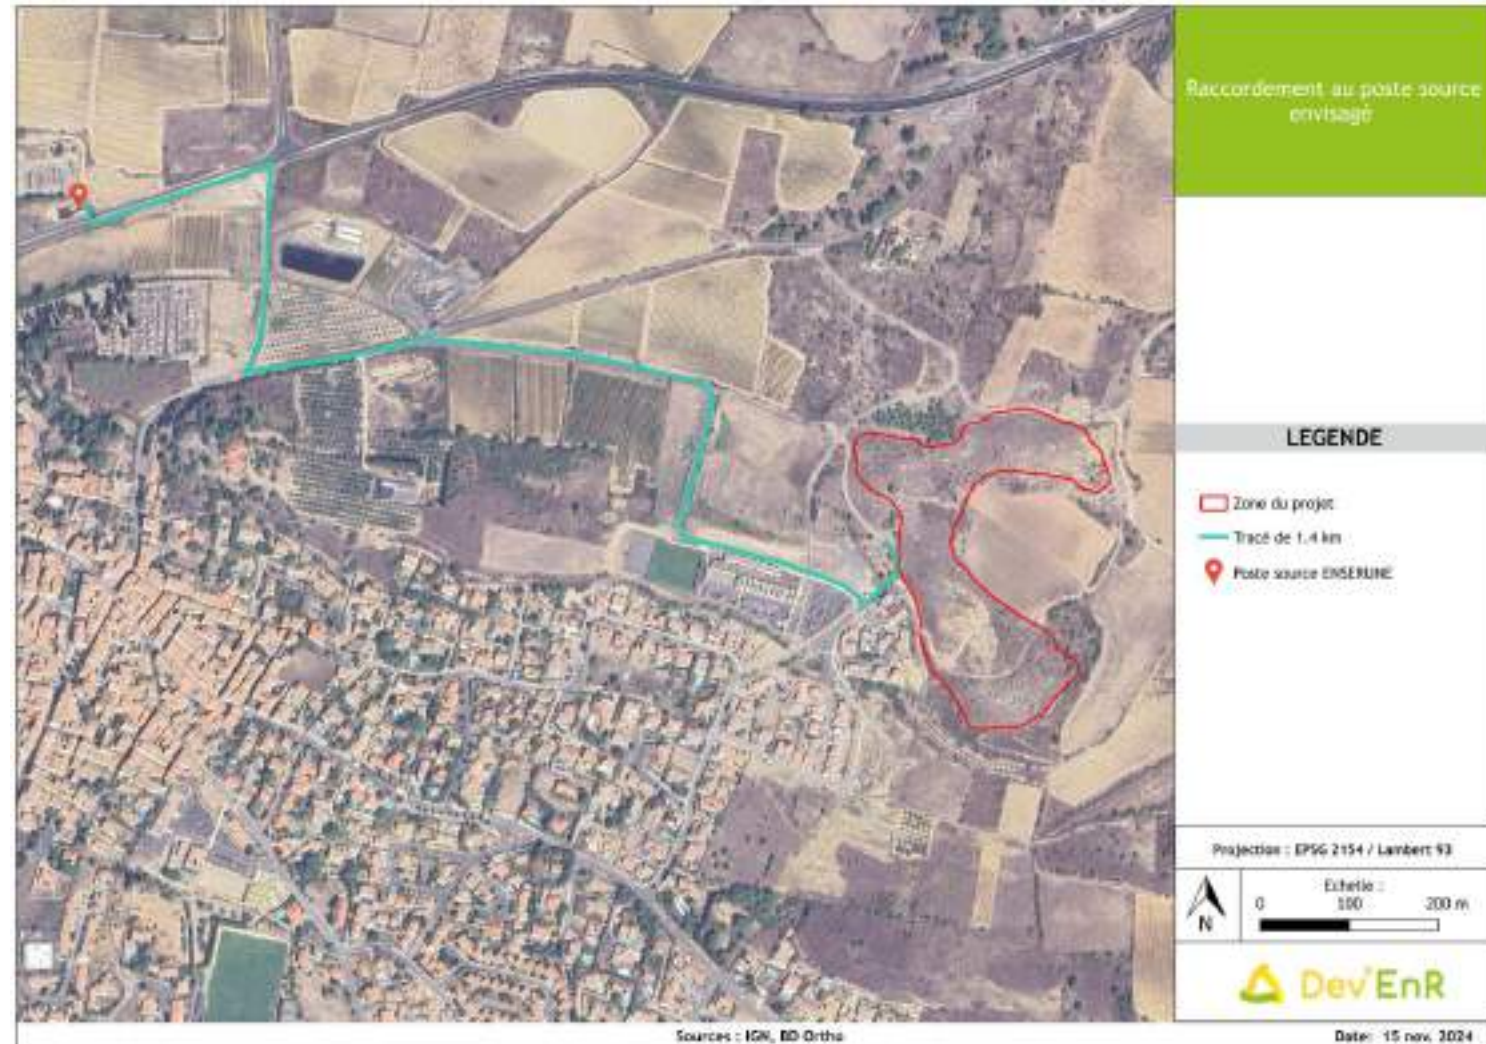 Raccordement au poste source
envisagé
LEGENDE
Zone du projet
Tracé de 1.4 km
Poste source ENSERUNE
Projection : EPSG 2154 / Lambert 93
Echelle :
0 100 200 m
N
Dev'EnR
Sources : IGN, BD Ortho
Date: 15 nov. 2024